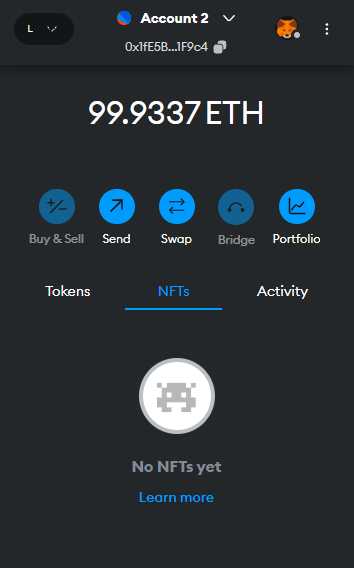 L
Account 2
0x1fE5B...1F9c4
99.9337 ETH
Buy & Sell Send Swap Bridge Portfolio
Tokens NFTs Activity
No NFTs yet
Learn more